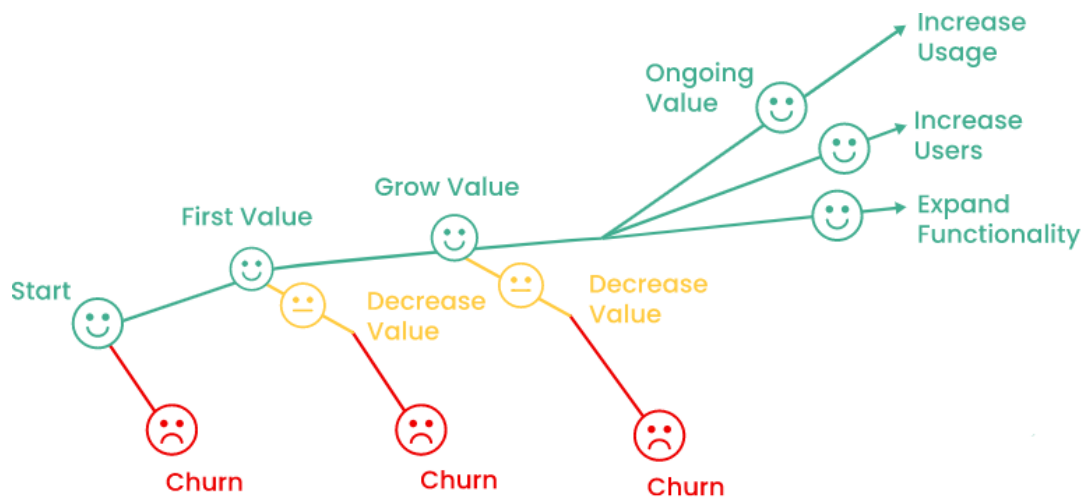 Increase
Usage
Ongoing
Value
Increase
Users
Grow Value
First Value
Expand
Functionality
Start
Decrease
Value
Decrease
Value
Churn
Churn
Churn